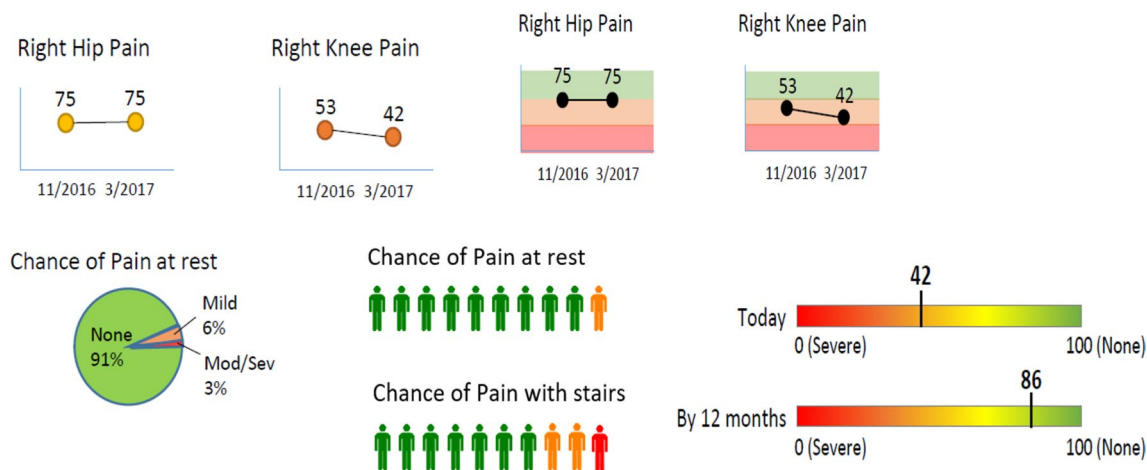 Right Hip Pain
75 75
11/2016 3/2017
Right Knee Pain
53 42
11/2016 3/2017
Right Hip Pain
75 75
11/2016 3/2017
Right Knee Pain
53 42
11/2016 3/2017
Chance of Pain at rest
None
91%
Mild
6%
Mod/Sev
3%
Chance of Pain at rest
Chance of Pain with stairs
42
Today
0 (Severe) 100 (None)
86
By 12 months
0 (Severe) 100 (None)